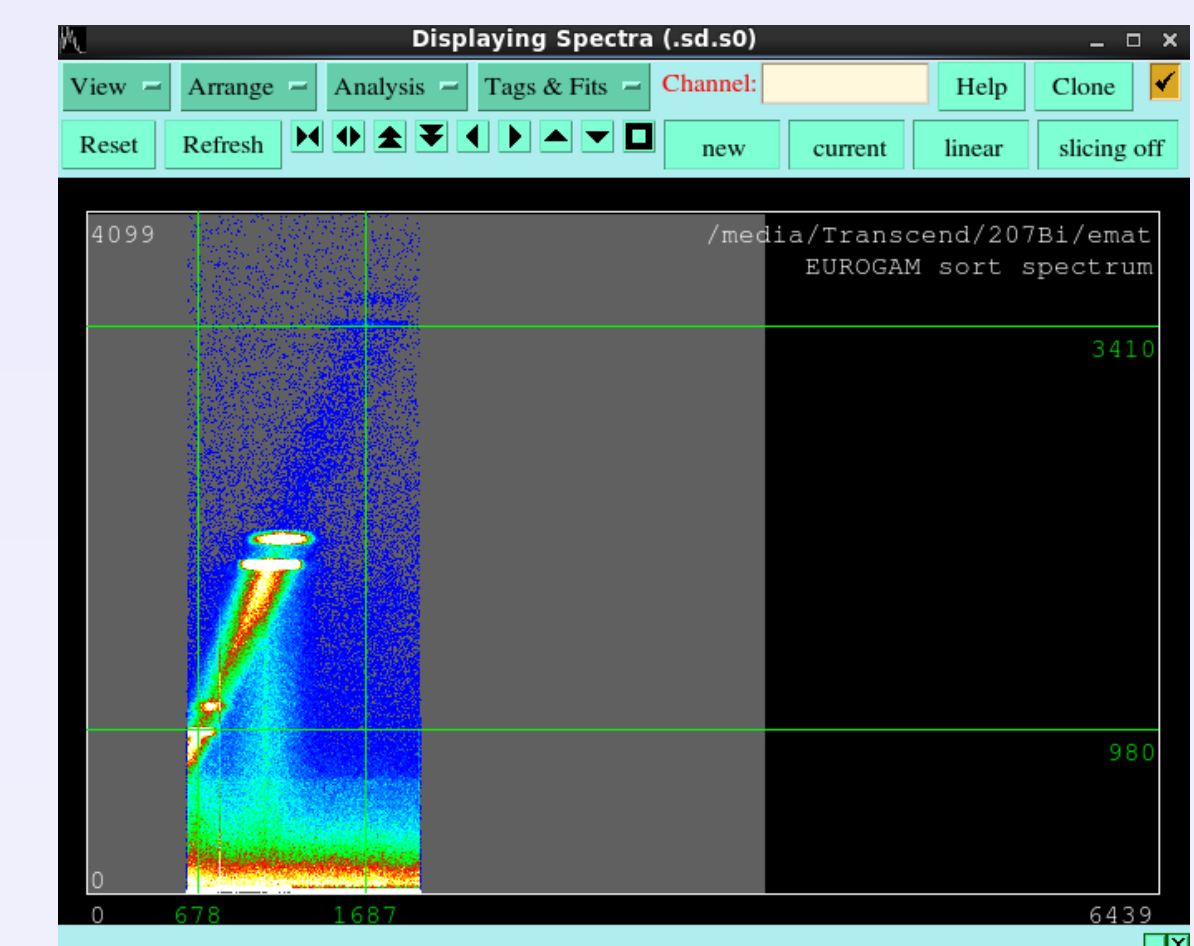 Displaying Spectra (.sd.s0)
View Arrange Analysis Tags & Fits Channel: Help Clone
Reset Refresh new current linear slicing off
4099 /media/Transcend/207Bi/emat
EUROGAM sort spectrum
3410
980
0
0 678 1687 6439